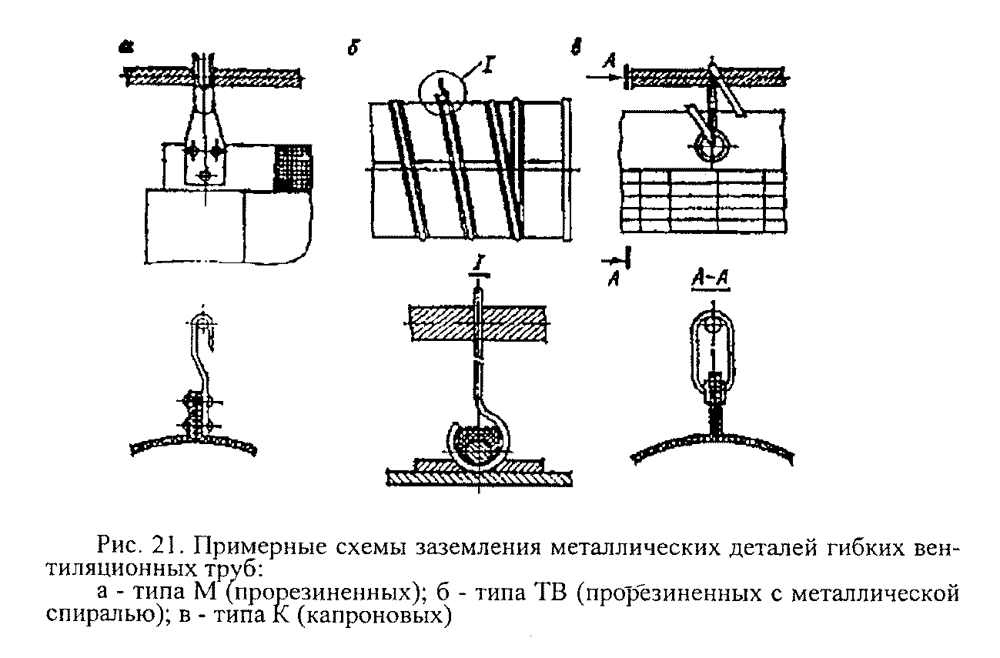 а б в
I А
I А А-А
Рис. 21. Примерные схемы заземления металлических деталей гибких вен-
тиляционных труб:
а - типа М (прорезиненных); б - типа ТВ (прорезиненных с металлической
спиралью); в - типа К (капроновых)